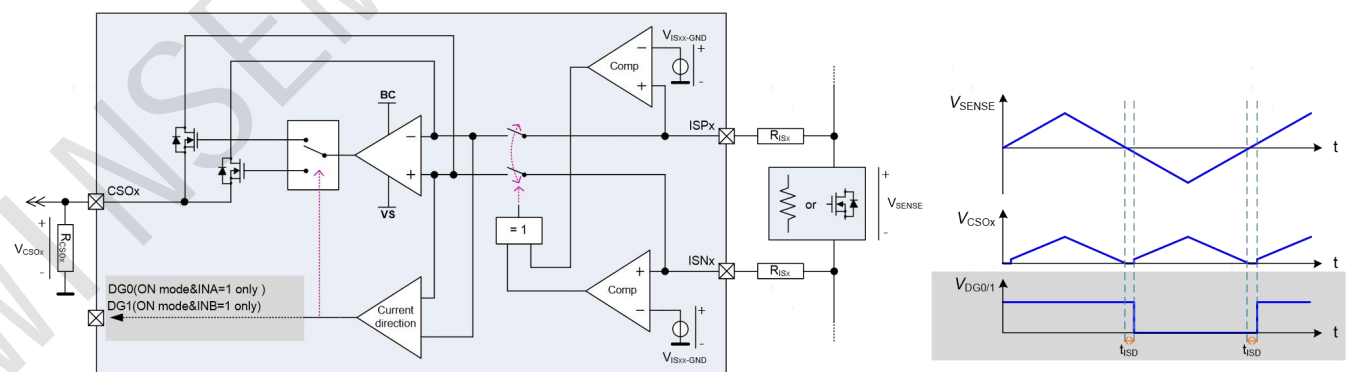 WINSEM
V_ISxx-GND
+
-
Comp
-
+
BC
ISPx
R_ISx
-
+
VS
CSOx
+
V_CSOx
-
R_CSOx
= 1
or
+
V_SENSE
-
ISNx
R_ISx
DG0(ON mode&INA=1 only )
DG1(ON mode&INB=1 only)
Current
direction
+
Comp
-
+
-
V_ISxx-GND
V_SENSE
t
V_CSOx
t
V_DG0/1
t
t_ISD
t_ISD